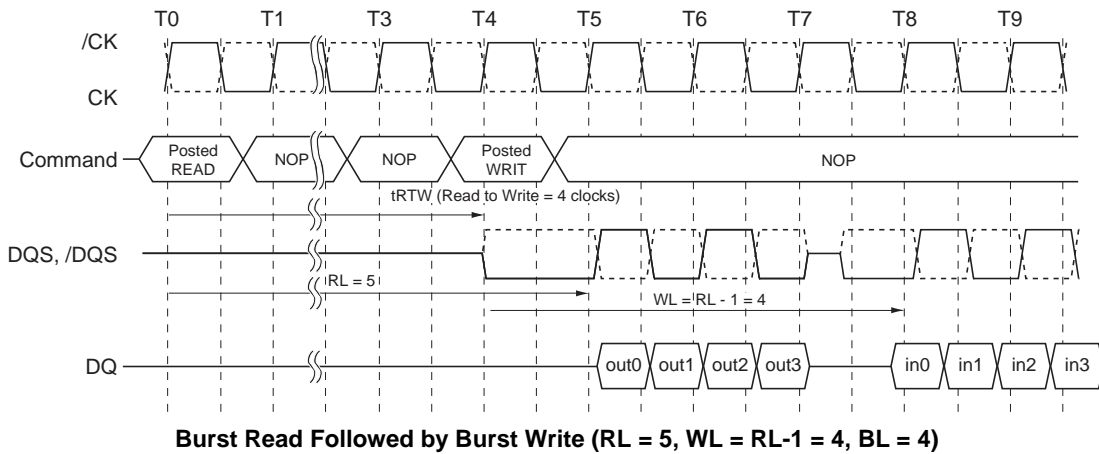 T0 T1 T3 T4 T5 T6 T7 T8 T9
/CK
CK
Command
Posted READ
NOP
NOP
Posted WRIT
NOP
tRTW (Read to Write = 4 clocks)
DQS, /DQS
RL = 5
WL = RL - 1 = 4
DQ
out0 out1 out2 out3 in0 in1 in2 in3
Burst Read Followed by Burst Write (RL = 5, WL = RL-1 = 4, BL = 4)